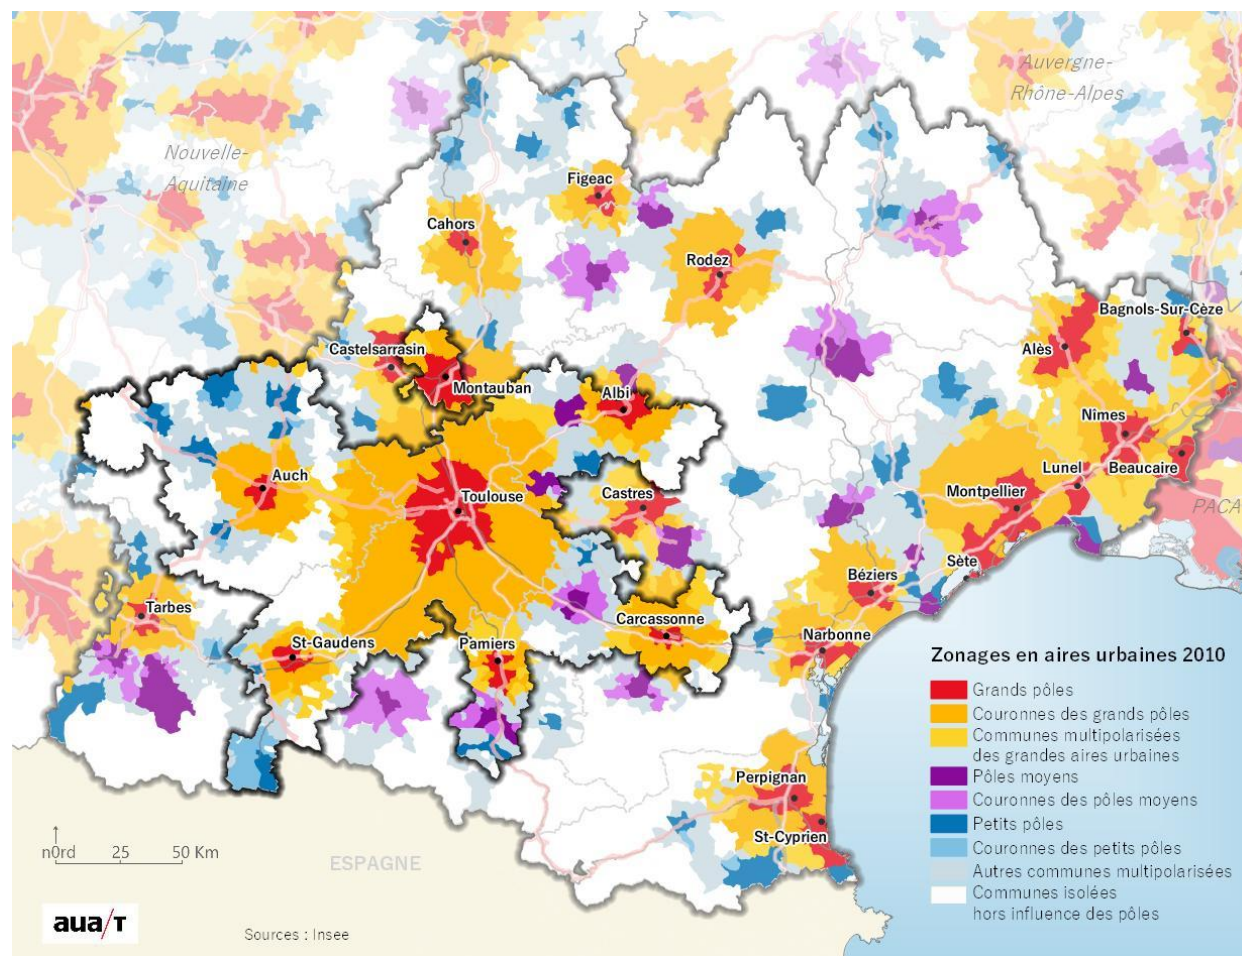 Auvergne-
Rhône-Alpes
Nouvelle-
Aquitaine
Figeac
Cahors
Rodez
Bagnols-Sur-Cèze
Castelsarrasin
Alès
Montauban
Albi
Nîmes
Auch
Lunel
Beaucaire
Toulouse
Castres
Montpellier
PACA
Sète
Béziers
Tarbes
Carcassonne
Narbonne
St-Gaudens
Pamiers
Zonages en aires urbaines 2010
Grands pôles
Couronnes des grands pôles
Communes multipolarisées
des grandes aires urbaines
Pôles moyens
Couronnes des pôles moyens
Petits pôles
Couronnes des petits pôles
Autres communes multipolarisées
Communes isolées
hors influence des pôles
Perpignan
St-Cyprien
nord 25 50 Km
ESPAGNE
aua/T
Sources : Insee